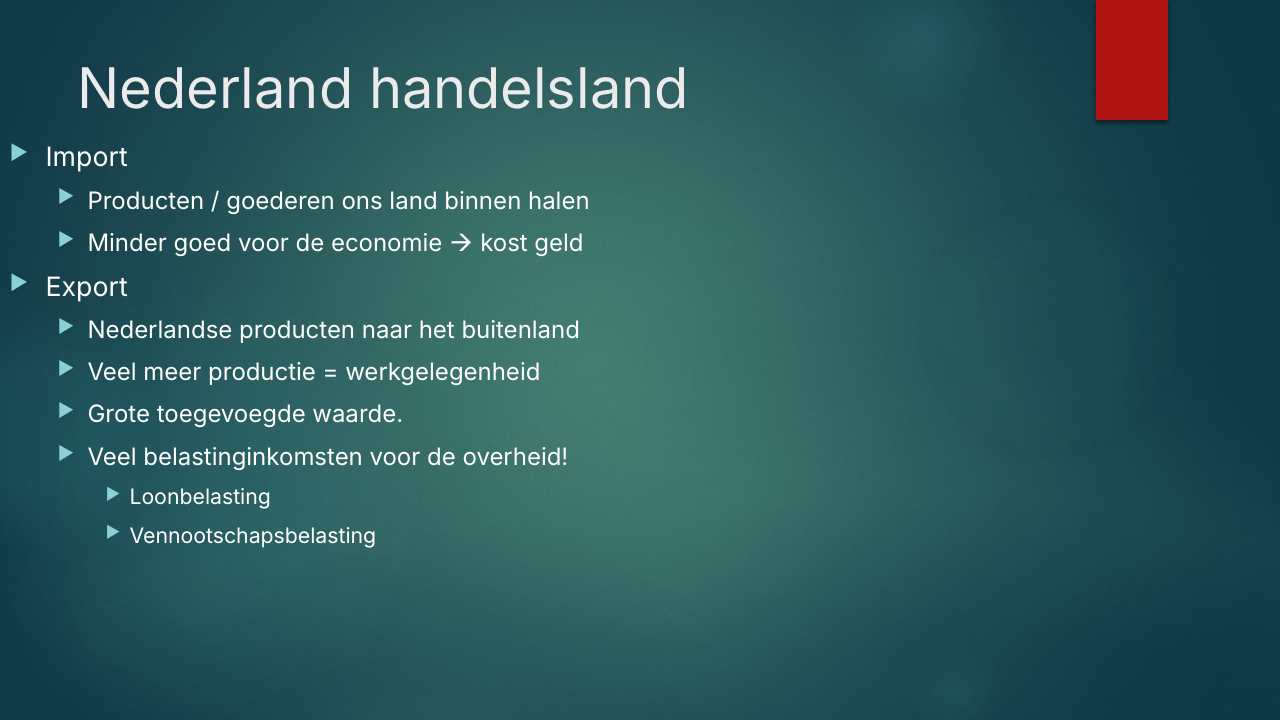 Nederland handelsland
Import
Producten / goederen ons land binnen halen
Minder goed voor de economie → kost geld
Export
Nederlandse producten naar het buitenland
Veel meer productie = werkgelegenheid
Grote toegevoegde waarde.
Veel belastinginkomsten voor de overheid!
Loonbelasting
Vennootschapsbelasting